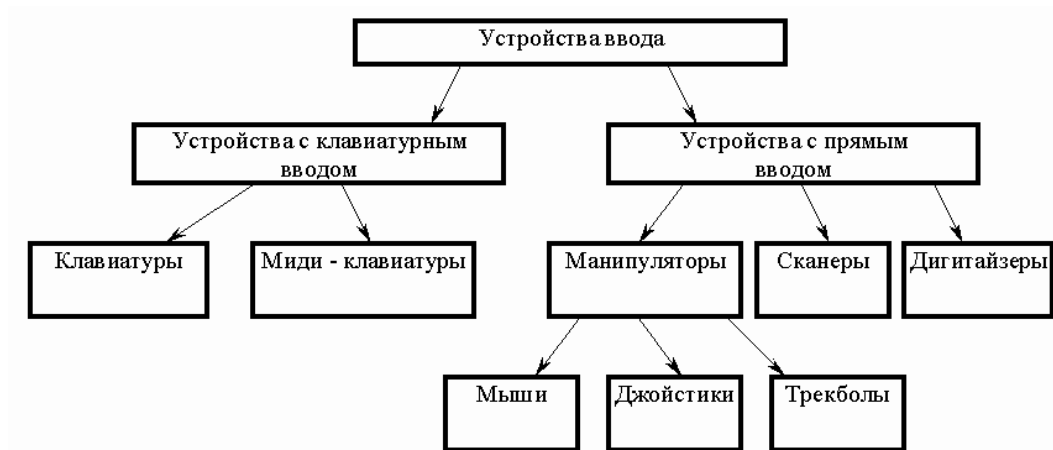 Устройства ввода
Устройства с клавиатурным
вводом
Устройства с прямым
вводом
Клавиатуры
Миди - клавиатуры
Манипуляторы
Сканеры
Дигитайзеры
Мыши
Джойстики
Трекболы